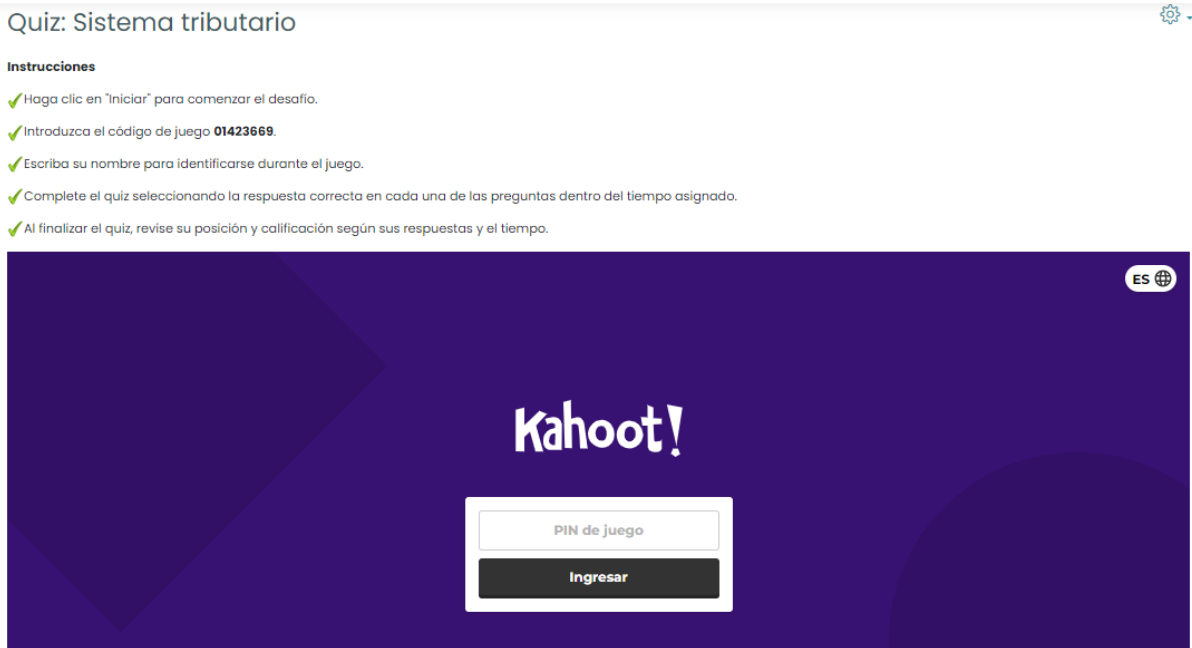 Quiz: Sistema tributario
Instrucciones
Haga clic en "Iniciar" para comenzar el desafío.
Introduzca el código de juego 01423669.
Escriba su nombre para identificarse durante el juego.
Complete el quiz seleccionando la respuesta correcta en cada una de las preguntas dentro del tiempo asignado.
Al finalizar el quiz, revise su posición y calificación según sus respuestas y el tiempo.
ES
Kahoot!
PIN de juego
Ingresar